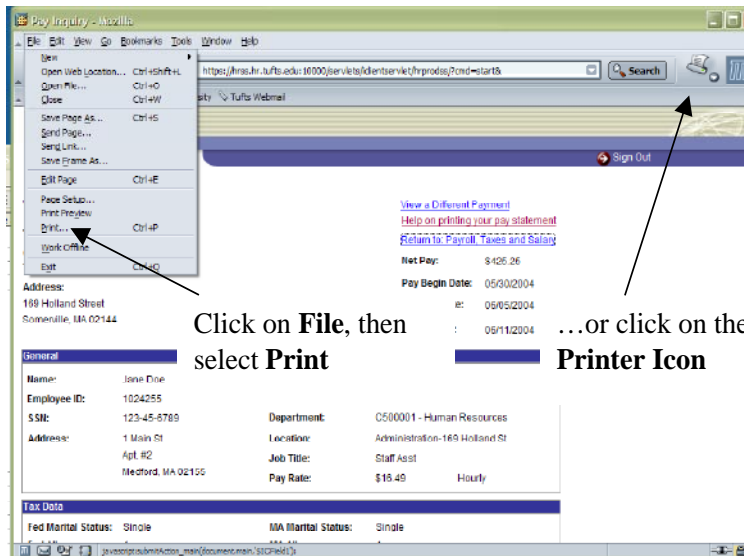 Pay Inquiry - Mozilla
File Edit View Go Bookmarks Tools Window Help
New
Open Web Location... Ctrl+Shift+L
Open File... Ctrl+O
Close Ctrl+W
Save Page As... Ctrl+S
Send Page...
Send Link...
Save Frame As...
Edit Page Ctrl+E
Page Setup...
Print Preview
Print... Ctrl+P
Work Offline
Exit Ctrl+Q
https://hrss.hr.tufts.edu:10000/servlets/iclientservlet/hrprodss/?cmd=start&
Search
sity Tufts Webmail
Sign Out
View a Different Payment
Help on printing your pay statement
Return to: Payroll, Taxes and Salary
Net Pay: $426.26
Pay Begin Date: 05/30/2004
e: 06/05/2004
: 06/11/2004
Address:
169 Holland Street
Somerville, MA 02144
Click on File, then
select Print
…or click on the
Printer Icon
General
Name: Jane Doe
Employee ID: 1024255
SSN: 123-45-6789 Department: C500001 - Human Resources
Address: 1 Main St Location: Administration-169 Holland St
Apt. #2 Job Title: Staff Asst
Medford, MA 02155 Pay Rate: $16.49 Hourly
Tax Data
Fed Marital Status: Single MA Marital Status: Single